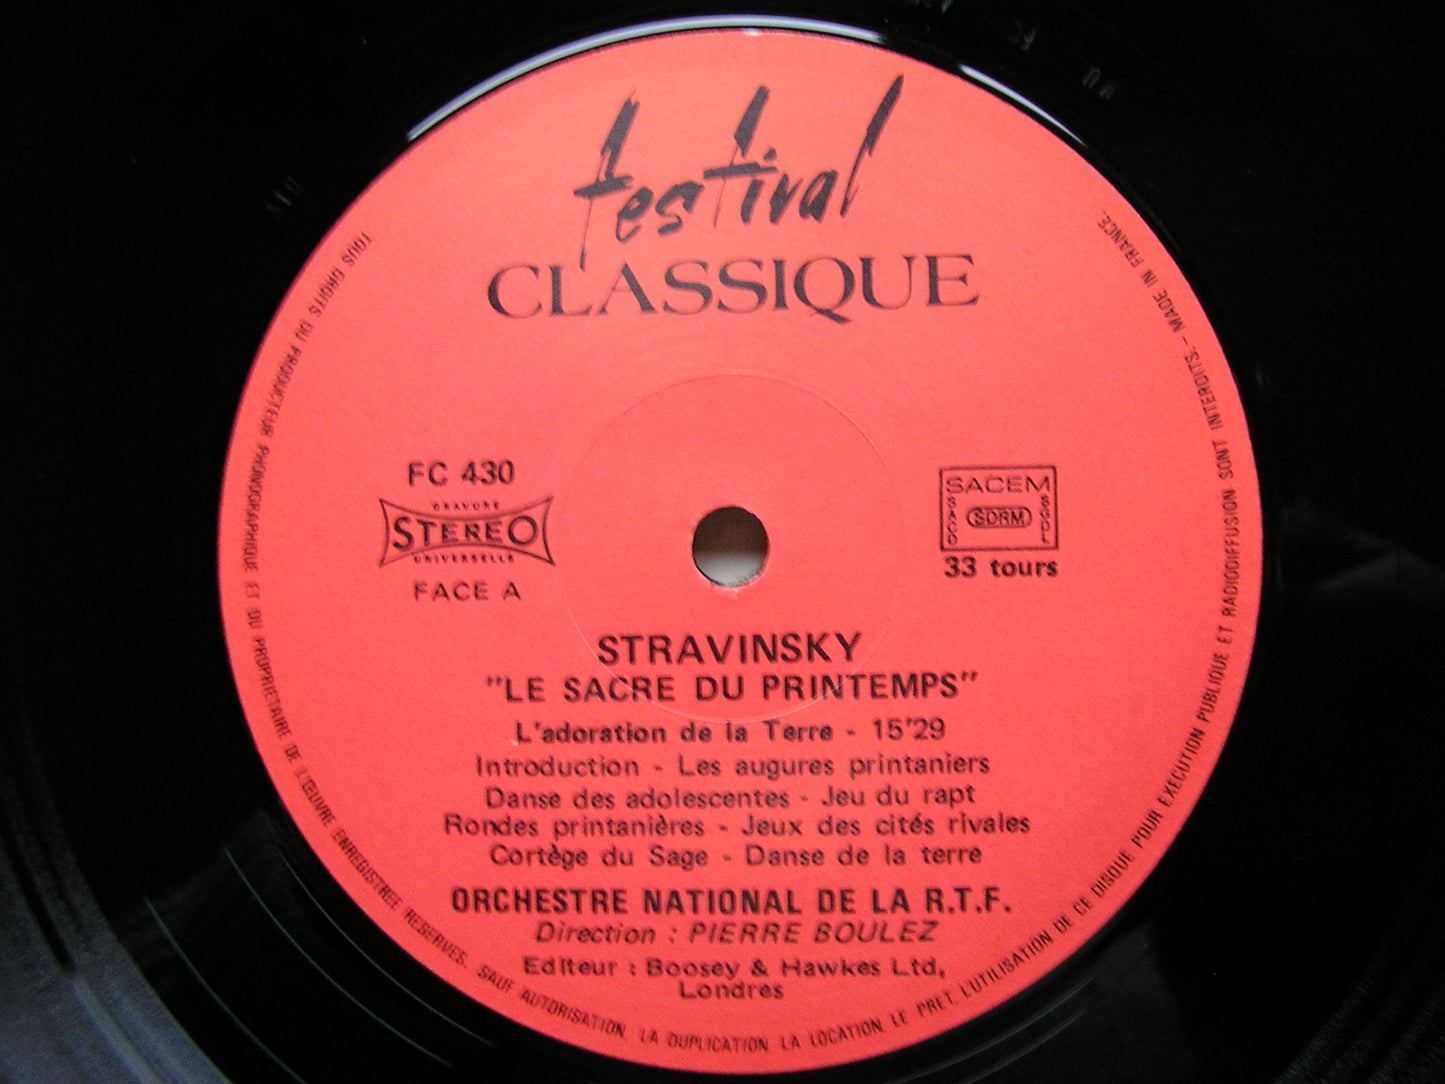 festival
CLASSIQUE
FC 430
GRAVURE
STEREO
UNIVERSELLE
FACE A
SACEM
SACD
SDRM
SGDL
33 tours
STRAVINSKY
"LE SACRE DU PRINTEMPS"
L'adoration de la Terre - 15'29
Introduction - Les augures printaniers
Danse des adolescentes - Jeu du rapt
Rondes printanières - Jeux des cités rivales
Cortège du Sage - Danse de la terre
ORCHESTRE NATIONAL DE LA R.T.F.
Direction : PIERRE BOULEZ
Editeur : Boosey & Hawkes Ltd,
Londres
TOUS DROITS DU PRODUCTEUR PHONOGRAPHIQUE ET DU PROPRIETAIRE DE L'ŒUVRE ENREGISTREE RESERVES. SAUF AUTORISATION, LA DUPLICATION, LA LOCATION, LE PRET, L'UTILISATION DE CE DISQUE POUR EXECUTION PUBLIQUE ET RADIODIFFUSION SONT INTERDITS. - MADE IN FRANCE.